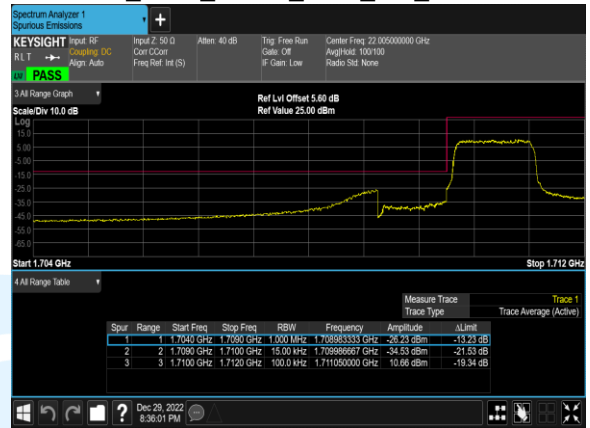 Spectrum Analyzer 1
Spurious Emissions
+
KEYSIGHT Input: RF Input Z: 50 Ω Atten: 40 dB Trig: Free Run Center Freq: 22.005000000 GHz
RLT Coupling: DC Corr CCorr Gate: Off Avg|Hold: 100/100
Align: Auto Freq Ref: Int (S) IF Gain: Low Radio Std: None
PASS
3 All Range Graph
Ref Lvl Offset 5.60 dB
Scale/Div 10.0 dB Ref Value 25.00 dBm
Log
15.0
5.00
-5.00
-15.0
-25.0
-35.0
-45.0
-55.0
-65.0
Start 1.704 GHz Stop 1.712 GHz
4 All Range Table
Measure Trace Trace 1
Trace Type Trace Average (Active)
Spur Range Start Freq Stop Freq RBW Frequency Amplitude ΔLimit
1 1 1.7040 GHz 1.7090 GHz 1.000 MHz 1.708983333 GHz -26.23 dBm -13.23 dB
2 2 1.7090 GHz 1.7100 GHz 15.00 kHz 1.709986667 GHz -34.53 dBm -21.53 dB
3 3 1.7100 GHz 1.7120 GHz 100.0 kHz 1.711050000 GHz 10.66 dBm -19.34 dB
? Dec 29, 2022
8:36:01 PM